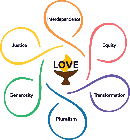 Interdependence
Justice
Equity
LOVE
Generosity
Transformation
Pluralism